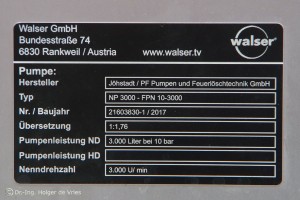 Walser GmbH
Bundesstraße 74
6830 Rankweil / Austria
www.walser.tv
walser
Pumpe:
Hersteller Jöhstadt / PF Pumpen und Feuerlöschtechnik GmbH
Typ NP 3000 - FPN 10-3000
Nr. / Baujahr 21603830-1 / 2017
Übersetzung 1:1,76
Pumpenleistung ND 3.000 Liter bei 10 bar
Pumpenleistung HD
Nenndrehzahl 3.000 U/ min
Dr.-Ing. Holger de Vries